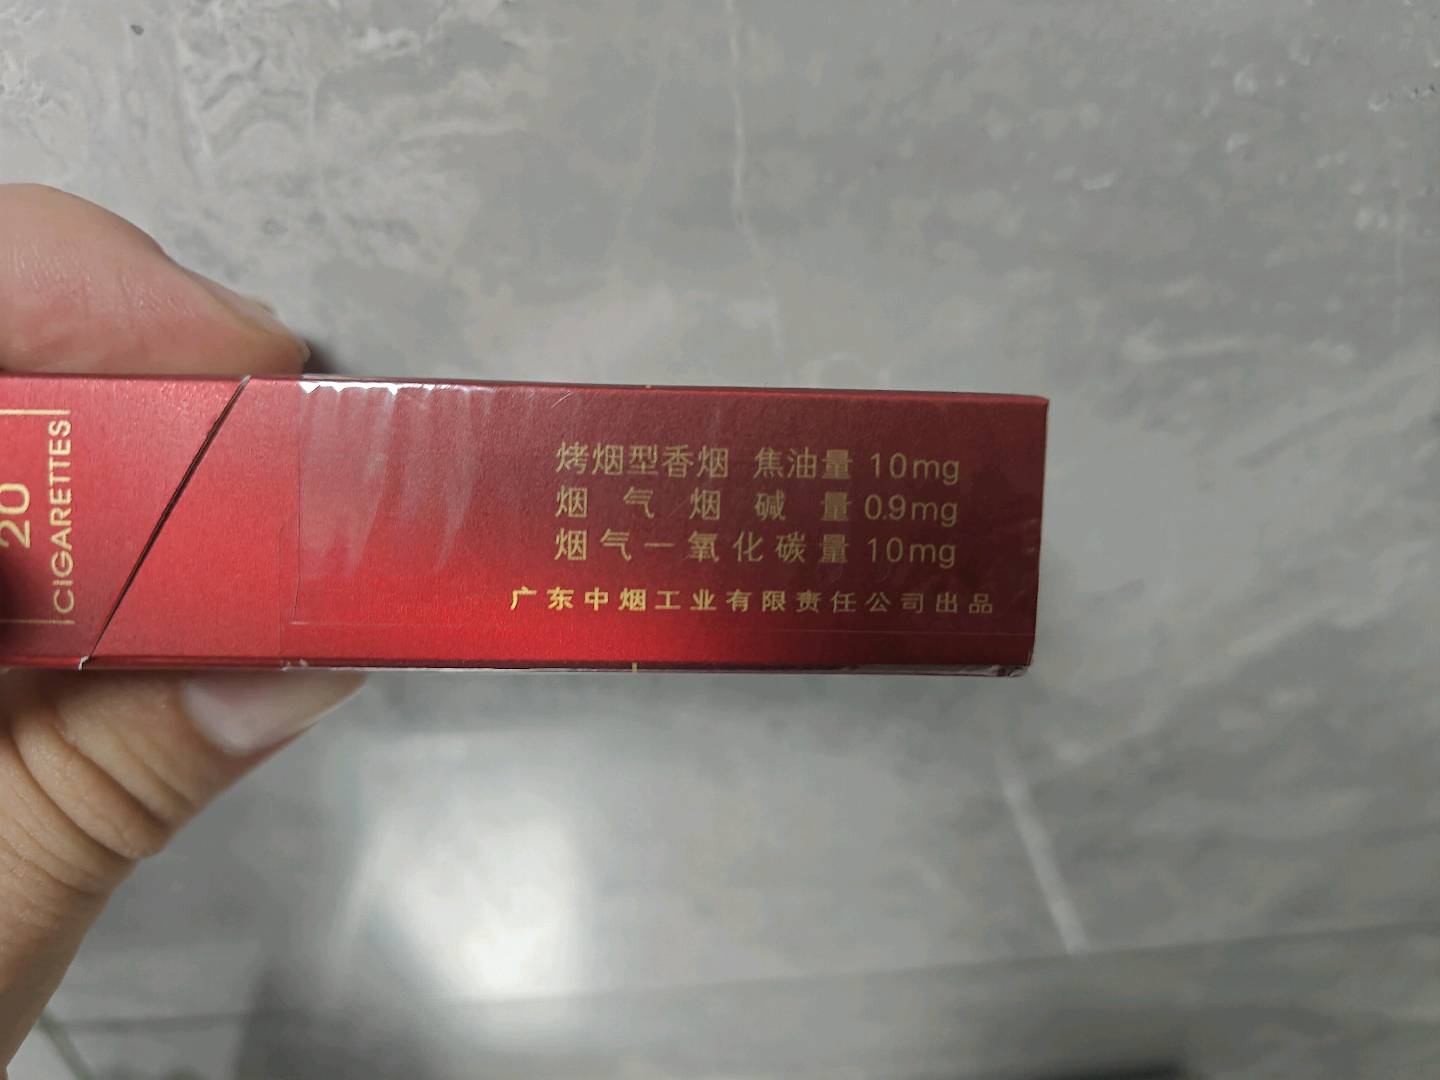 20
CIGARETTES
烤烟型香烟 焦油量 10mg
烟气烟碱量 0.9mg
烟气一氧化碳量 10mg
广东中烟工业有限责任公司出品